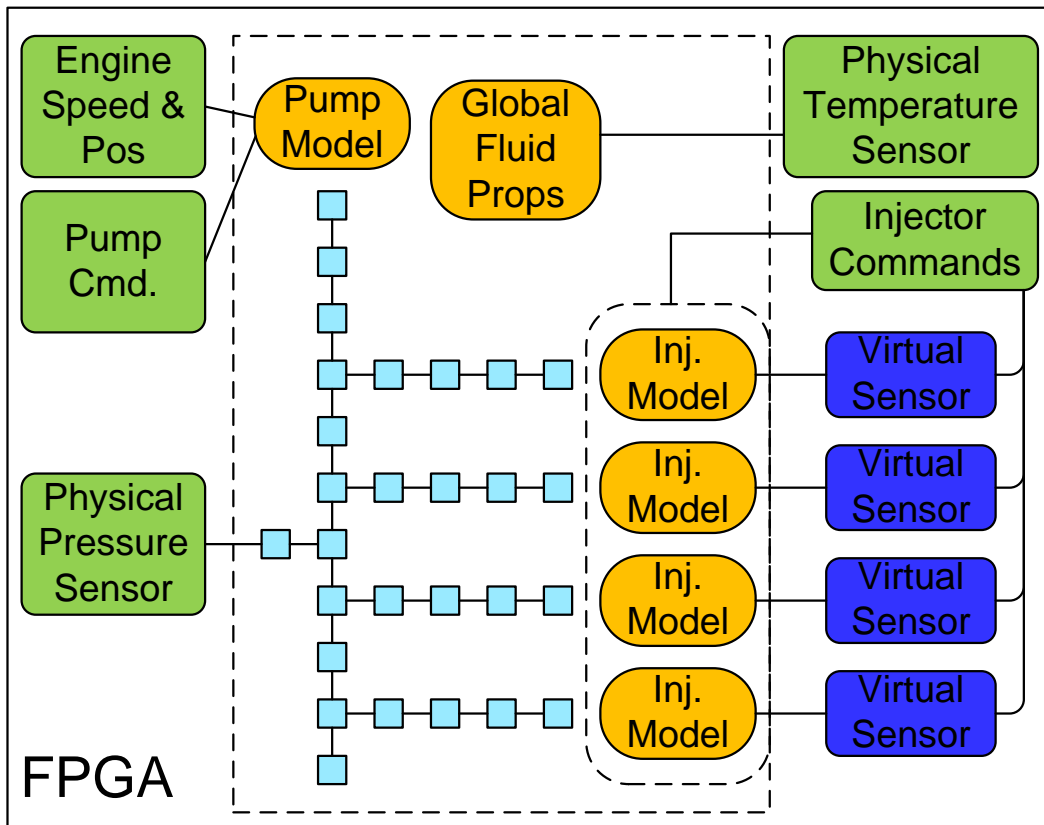 Engine
Speed &
Pos
Pump
Model
Global
Fluid
Props
Physical
Temperature
Sensor
Pump
Cmd.
Injector
Commands
Inj.
Model
Virtual
Sensor
Inj.
Model
Virtual
Sensor
Physical
Pressure
Sensor
Inj.
Model
Virtual
Sensor
Inj.
Model
Virtual
Sensor
FPGA